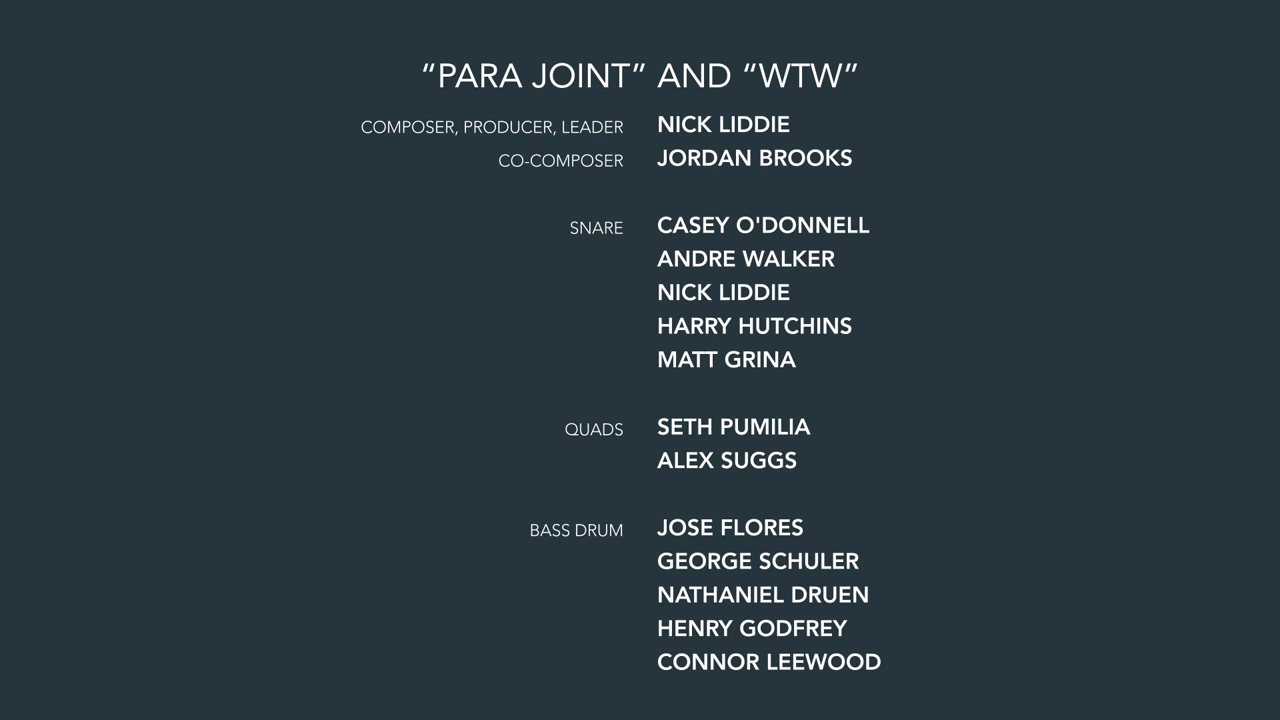 “PARA JOINT” AND “WTW”
COMPOSER, PRODUCER, LEADER NICK LIDDIE
CO-COMPOSER JORDAN BROOKS
SNARE CASEY O'DONNELL
ANDRE WALKER
NICK LIDDIE
HARRY HUTCHINS
MATT GRINA
QUADS SETH PUMILIA
ALEX SUGGS
BASS DRUM JOSE FLORES
GEORGE SCHULER
NATHANIEL DRUEN
HENRY GODFREY
CONNOR LEEWOOD